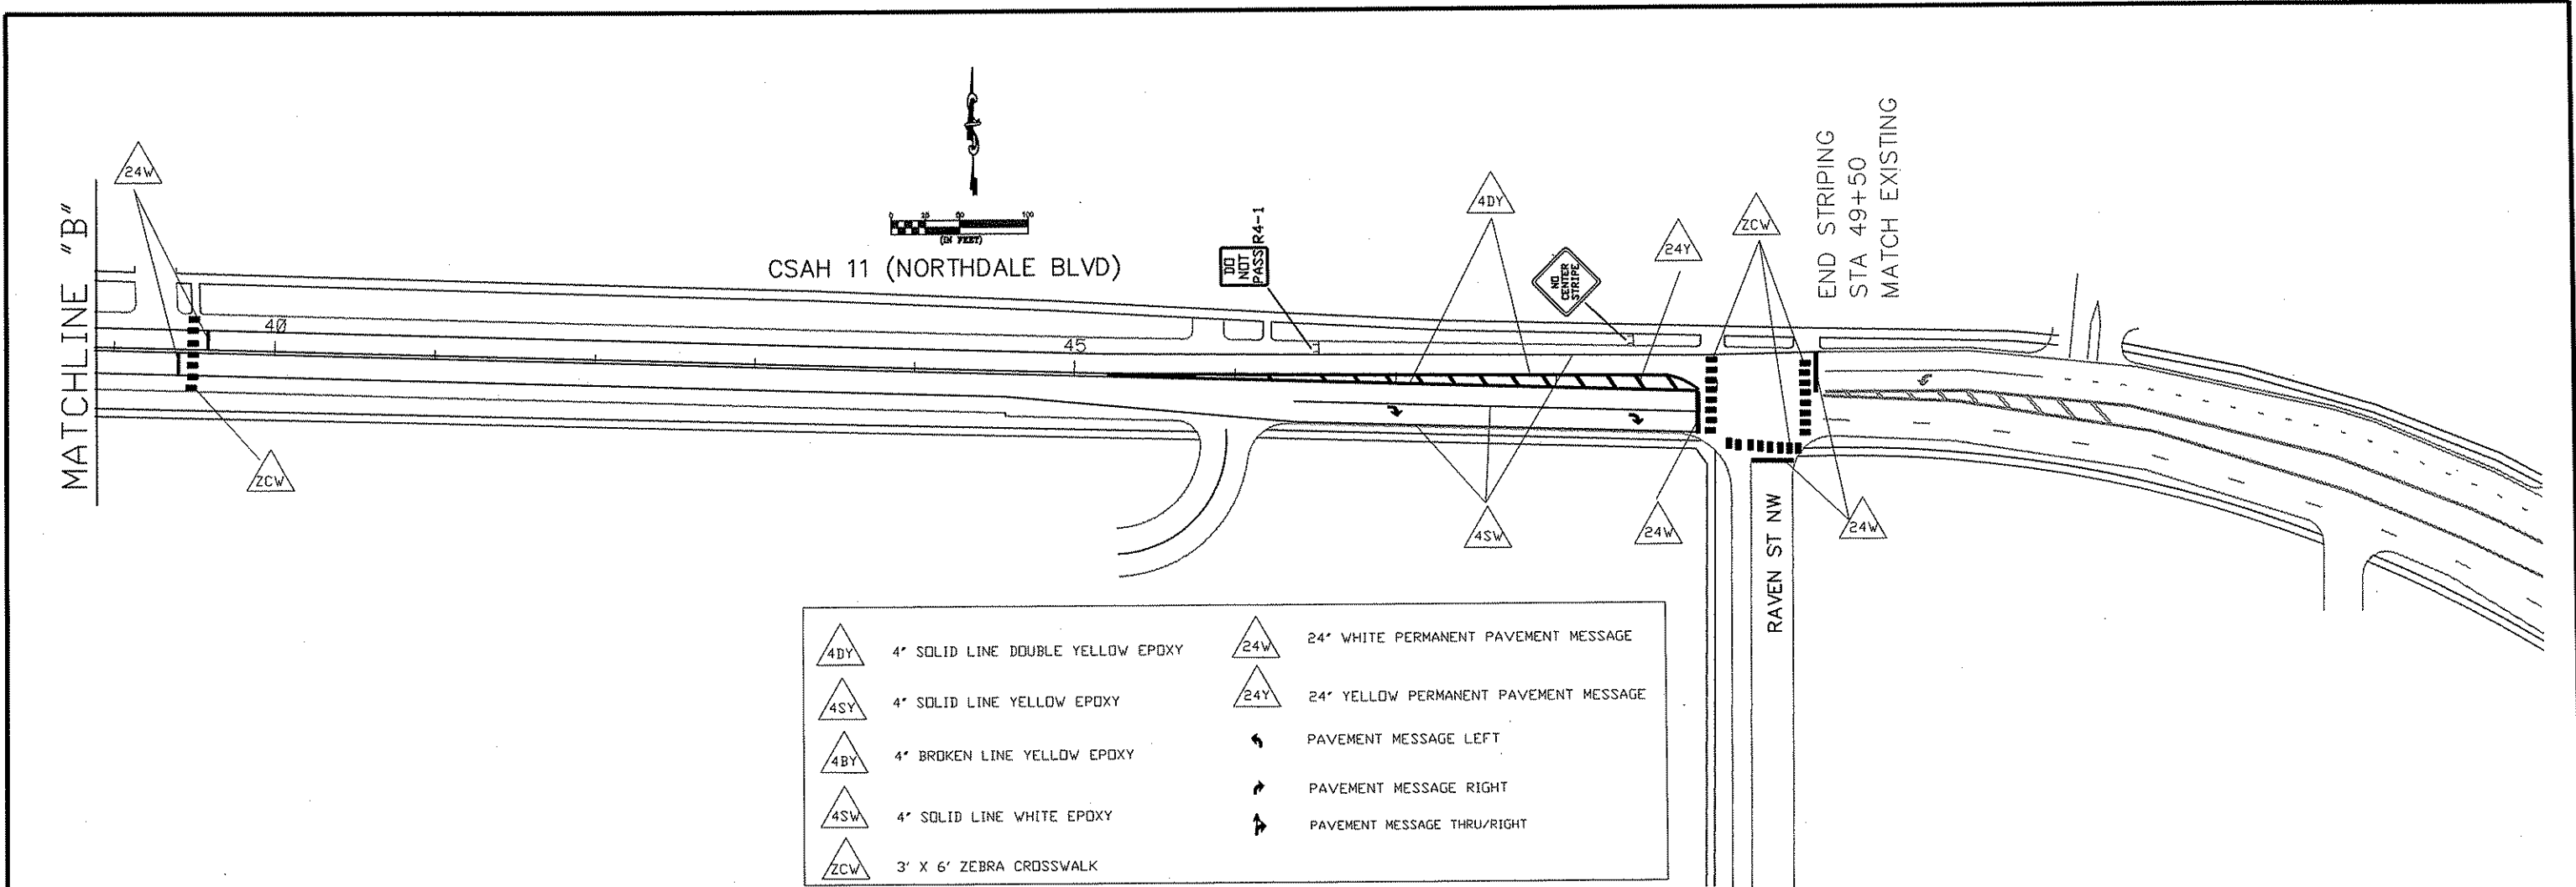 24W
MATCHLINE "B"
ZCW
40
45
0 25 50 100
(IN FEET)
CSAH 11 (NORTHDALE BLVD)
DO
NOT
PASS
R4-1
NO
CENTER
STRIPE
4DY
24Y
ZCW
END STRIPING
STA 49+50
MATCH EXISTING
4SW
24W
24W
RAVEN ST NW
4DY 4" SOLID LINE DOUBLE YELLOW EPOXY
4SY 4" SOLID LINE YELLOW EPOXY
4BY 4" BROKEN LINE YELLOW EPOXY
4SW 4" SOLID LINE WHITE EPOXY
ZCW 3' X 6' ZEBRA CROSSWALK
24W 24" WHITE PERMANENT PAVEMENT MESSAGE
24Y 24" YELLOW PERMANENT PAVEMENT MESSAGE
PAVEMENT MESSAGE LEFT
PAVEMENT MESSAGE RIGHT
PAVEMENT MESSAGE THRU/RIGHT